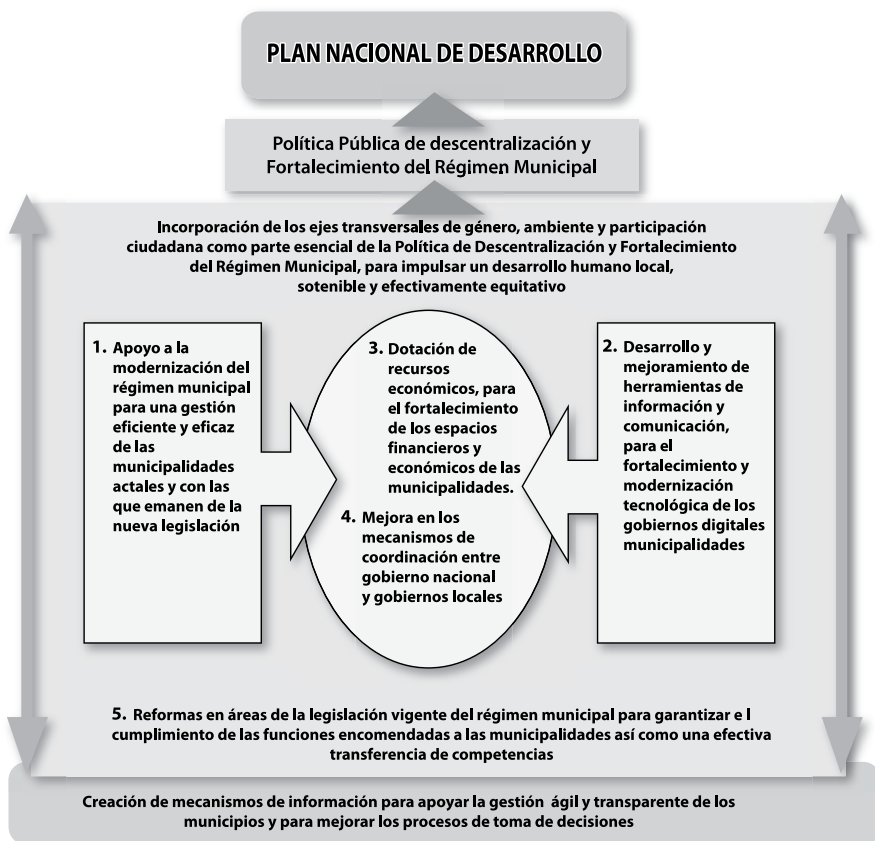 PLAN NACIONAL DE DESARROLLO
Política Pública de descentralización y
Fortalecimiento del Régimen Municipal
Incorporación de los ejes transversales de género, ambiente y participación
ciudadana como parte esencial de la Política de Descentralización y Fortalecimiento
del Régimen Municipal, para impulsar un desarrollo humano local,
sotenible y efectivamente equitativo
1. Apoyo a la
modernización del
régimen municipal
para una gestión
eficiente y eficaz
de las
municipalidades
actales y con las
que emanen de la
nueva legislación
3. Dotación de
recursos
económicos, para
el fortalecimiento
de los espacios
financieros y
económicos de las
municipalidades.
4. Mejora en los
mecanismos de
coordinación entre
gobierno nacional
y gobiernos locales
2. Desarrollo y
mejoramiento de
herramientas de
información y
comunicación,
para el
fortalecimiento y
modernización
tecnológica de los
gobiernos digitales
municipalidades
5. Reformas en áreas de la legislación vigente del régimen municipal para garantizar e l
cumplimiento de las funciones encomendadas a las municipalidades así como una efectiva
transferencia de competencias
Creación de mecanismos de información para apoyar la gestión ágil y transparente de los
municipios y para mejorar los procesos de toma de decisiones